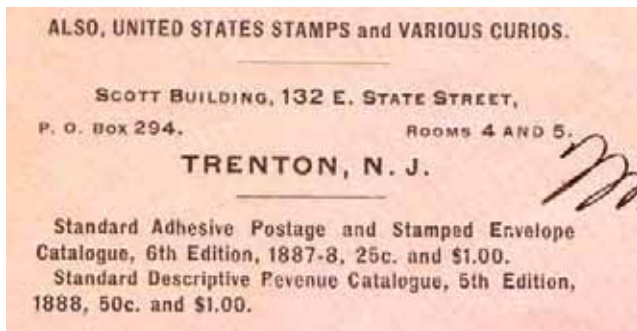 ALSO, UNITED STATES STAMPS and VARIOUS CURIOS.
SCOTT BUILDING, 132 E. STATE STREET,
P. O. Box 294. ROOMS 4 AND 5.
TRENTON, N. J.
Standard Adhesive Postage and Stamped Envelope
Catalogue, 6th Edition, 1887-8, 25c. and $1.00.
Standard Descriptive Revenue Catalogue, 5th Edition,
1888, 50c. and $1.00.